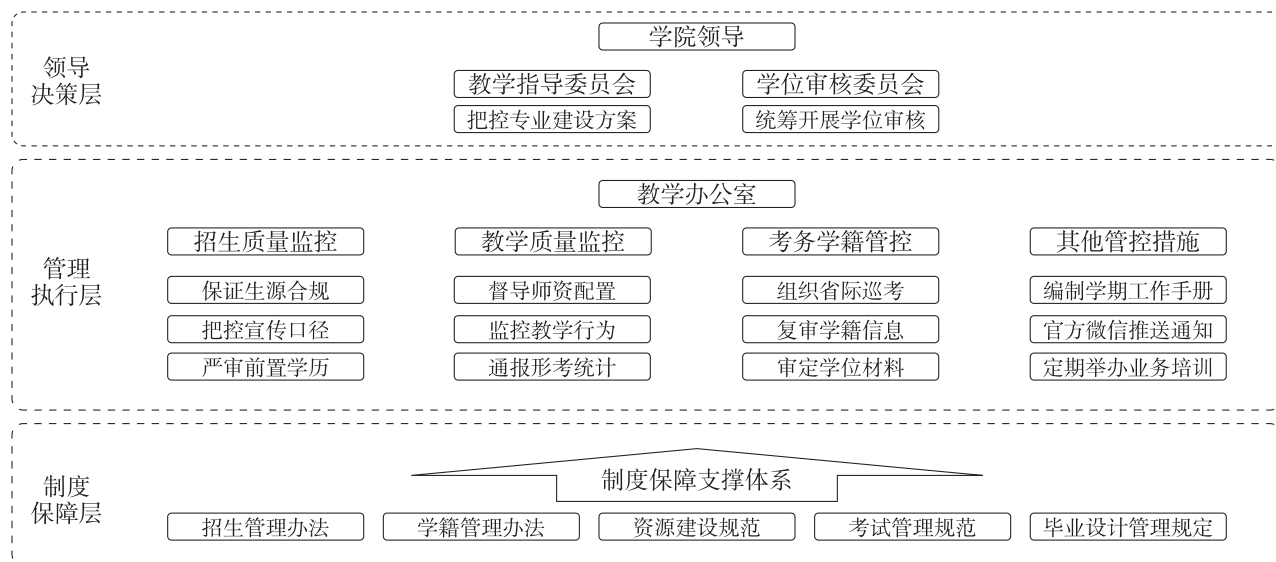 学院领导
领导
决策层
教学指导委员会
学位审核委员会
把控专业建设方案
统筹开展学位审核
教学办公室
招生质量监控
教学质量监控
考务学籍管控
其他管控措施
管理
执行层
保证生源合规
督导师资配置
组织省际巡考
编制学期工作手册
把控宣传口径
监控教学行为
复审学籍信息
官方微信推送通知
严审前置学历
通报形考统计
审定学位材料
定期举办业务培训
制度保障支撑体系
制度
保障层
招生管理办法
学籍管理办法
资源建设规范
考试管理规范
毕业设计管理规定